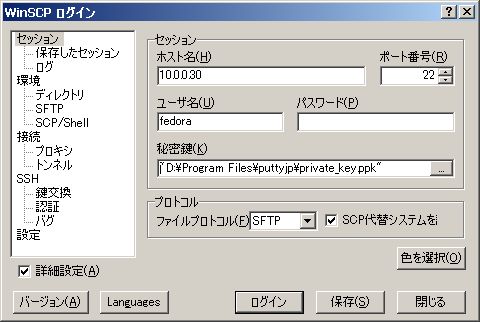 WinSCP ログイン
セッション
保存したセッション
ログ
環境
ディレクトリ
SFTP
SCP/Shell
接続
プロキシ
トンネル
SSH
鍵交換
認証
バグ
設定
詳細設定(A)
セッション
ホスト名(H)
ポート番号(R)
10.0.0.30
22
ユーザ名(U)
パスワード(P)
fedora
秘密鍵(K)
"D:¥Program Files¥puttyjp¥private_key.ppk"
...
プロトコル
ファイルプロトコル(F)
SFTP
SCP代替システムを
色を選択(O)
バージョン(A)
Languages
ログイン
保存(S)
閉じる